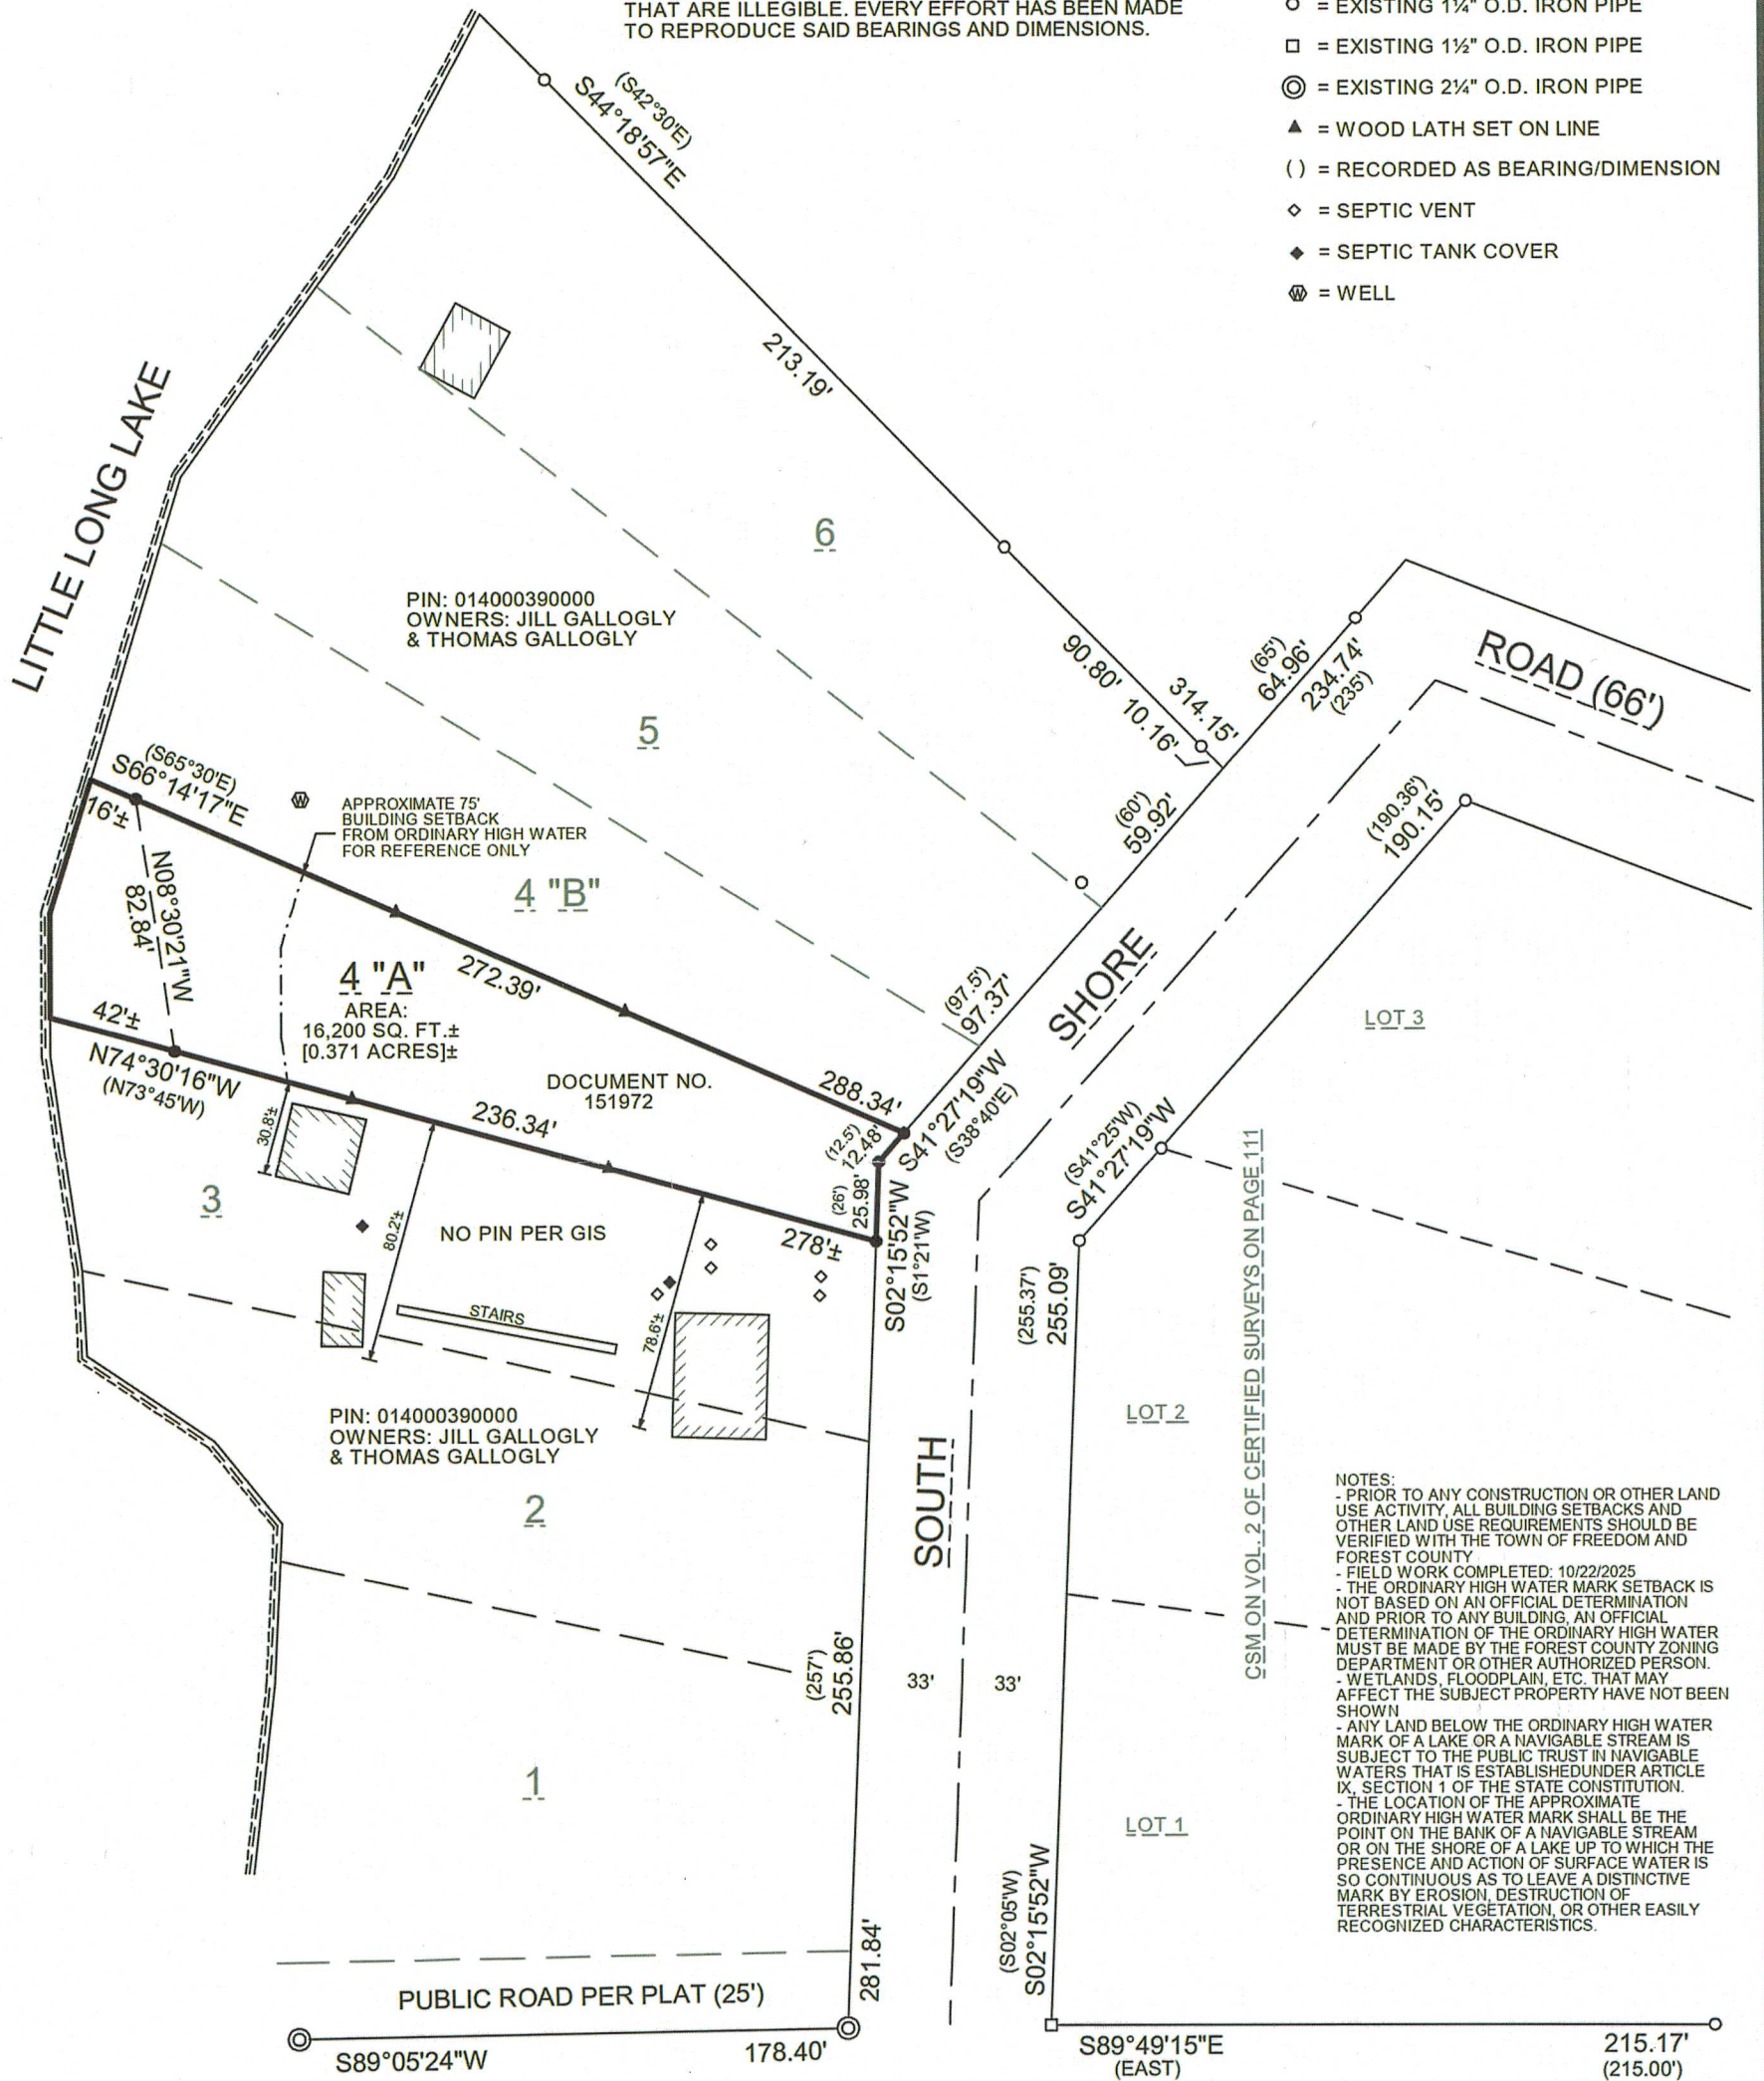 THAT ARE ILLEGIBLE. EVERY EFFORT HAS BEEN MADE
TO REPRODUCE SAID BEARINGS AND DIMENSIONS.
= EXISTING 1¼" O.D. IRON PIPE
= EXISTING 1½" O.D. IRON PIPE
= EXISTING 2¼" O.D. IRON PIPE
= WOOD LATH SET ON LINE
( ) = RECORDED AS BEARING/DIMENSION
= SEPTIC VENT
= SEPTIC TANK COVER
W = WELL
(S42°30'E)
S44°18'57"E
213.19'
LITTLE LONG LAKE
6
PIN: 014000390000
OWNERS: JILL GALLOGLY
& THOMAS GALLOGLY
5
90.80'
10.16'
314.15'
(65')
64.96'
234.74'
(235')
ROAD (66')
(S65°30'E)
S66°14'17"E
16'±
W
APPROXIMATE 75'
BUILDING SETBACK
FROM ORDINARY HIGH WATER
FOR REFERENCE ONLY
(60')
59.92'
(190.36')
190.15'
4 "B"
N08°30'21"W
82.84'
4 "A"
AREA:
16,200 SQ. FT.±
[0.371 ACRES]±
272.39'
(97.5')
97.37'
SHORE
LOT 3
42'±
N74°30'16"W
(N73°45'W)
DOCUMENT NO.
151972
288.34'
236.34'
(12.5')
12.48'
S41°27'19"W
(S38°40'E)
(S41°25'W)
S41°27'19"W
30.8'±
3
80.2'±
NO PIN PER GIS
278'±
(26')
25.98'
S02°15'52"W
(S1°21'W)
STAIRS
78.6'±
(255.37')
255.09'
CSM ON VOL. 2 OF CERTIFIED SURVEYS ON PAGE 111
PIN: 014000390000
OWNERS: JILL GALLOGLY
& THOMAS GALLOGLY
LOT 2
2
SOUTH
NOTES:
- PRIOR TO ANY CONSTRUCTION OR OTHER LAND
USE ACTIVITY, ALL BUILDING SETBACKS AND
OTHER LAND USE REQUIREMENTS SHOULD BE
VERIFIED WITH THE TOWN OF FREEDOM AND
FOREST COUNTY
- FIELD WORK COMPLETED: 10/22/2025
- THE ORDINARY HIGH WATER MARK SETBACK IS
NOT BASED ON AN OFFICIAL DETERMINATION
AND PRIOR TO ANY BUILDING, AN OFFICIAL
DETERMINATION OF THE ORDINARY HIGH WATER
MUST BE MADE BY THE FOREST COUNTY ZONING
DEPARTMENT OR OTHER AUTHORIZED PERSON.
- WETLANDS, FLOODPLAIN, ETC. THAT MAY
AFFECT THE SUBJECT PROPERTY HAVE NOT BEEN
SHOWN
- ANY LAND BELOW THE ORDINARY HIGH WATER
MARK OF A LAKE OR A NAVIGABLE STREAM IS
SUBJECT TO THE PUBLIC TRUST IN NAVIGABLE
WATERS THAT IS ESTABLISHEDUNDER ARTICLE
IX, SECTION 1 OF THE STATE CONSTITUTION.
- THE LOCATION OF THE APPROXIMATE
ORDINARY HIGH WATER MARK SHALL BE THE
POINT ON THE BANK OF A NAVIGABLE STREAM
OR ON THE SHORE OF A LAKE UP TO WHICH THE
PRESENCE AND ACTION OF SURFACE WATER IS
SO CONTINUOUS AS TO LEAVE A DISTINCTIVE
MARK BY EROSION, DESTRUCTION OF
TERRESTRIAL VEGETATION, OR OTHER EASILY
RECOGNIZED CHARACTERISTICS.
(257')
255.86'
33'
33'
1
LOT 1
(S02°05'W)
S02°15'52"W
281.84'
PUBLIC ROAD PER PLAT (25')
S89°05'24"W
178.40'
S89°49'15"E
(EAST)
215.17'
(215.00')